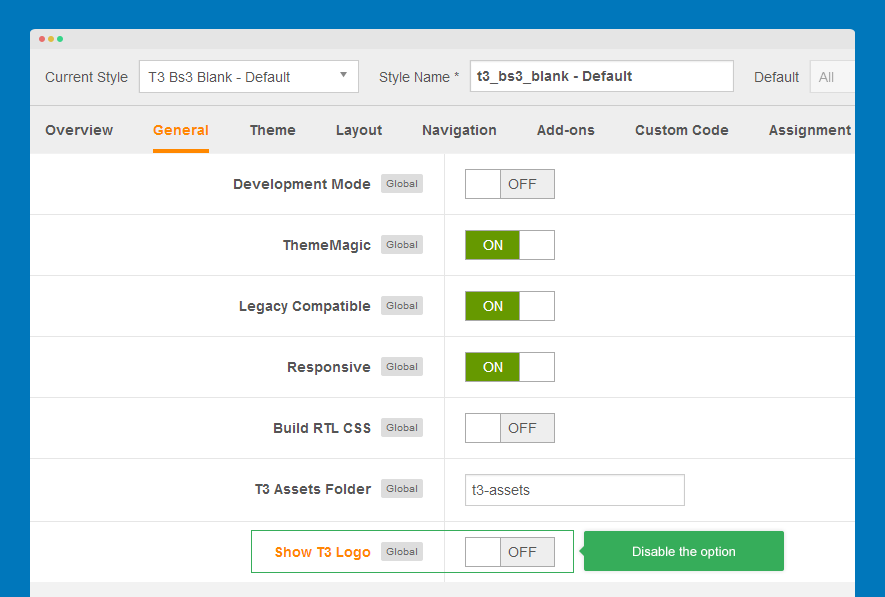 Current Style T3 Bs3 Blank - Default Style Name * t3_bs3_blank - Default Default All
Overview General Theme Layout Navigation Add-ons Custom Code Assignment
Development Mode Global OFF
ThemeMagic Global ON
Legacy Compatible Global ON
Responsive Global ON
Build RTL CSS Global OFF
T3 Assets Folder Global t3-assets
Show T3 Logo Global OFF Disable the option